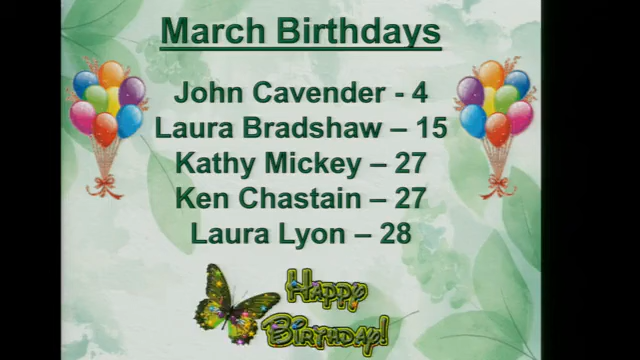 March Birthdays
John Cavender - 4
Laura Bradshaw – 15
Kathy Mickey – 27
Ken Chastain – 27
Laura Lyon – 28
Happy
Birthday!